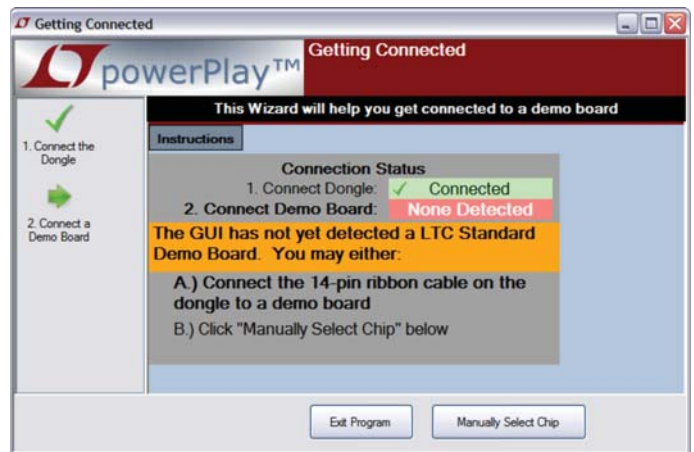 Getting Connected
LT powerPlay™
Getting Connected
This Wizard will help you get connected to a demo board
1. Connect the
Dongle
2. Connect a
Demo Board
Instructions
Connection Status
1. Connect Dongle: Connected
2. Connect Demo Board: None Detected
The GUI has not yet detected a LTC Standard
Demo Board. You may either:
A.) Connect the 14-pin ribbon cable on the
dongle to a demo board
B.) Click "Manually Select Chip" below
Exit Program
Manually Select Chip